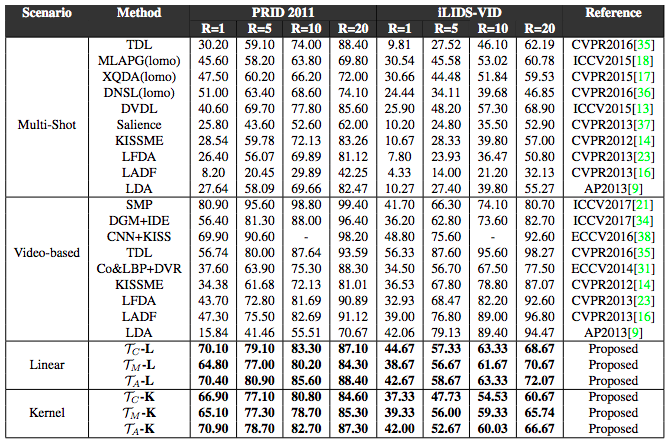 Scenario Method PRID 2011 iLIDS-VID Reference
R=1 R=5 R=10 R=20 R=1 R=5 R=10 R=20
Multi-Shot
TDL 30.20 59.10 74.00 88.40 9.81 27.52 46.10 62.19 CVPR2016[35]
MLAPG(lomo) 45.60 58.20 63.80 69.80 30.54 45.58 53.02 60.78 ICCV2015[18]
XQDA(lomo) 47.50 60.20 66.20 72.00 30.66 44.48 51.84 59.53 CVPR2015[17]
DNSL(lomo) 51.00 63.40 68.60 74.10 24.44 34.11 39.68 46.85 CVPR2016[36]
DVDL 40.60 69.70 77.80 85.60 25.90 48.20 57.30 68.90 ICCV2015[13]
Salience 25.80 43.60 52.60 62.00 10.20 24.80 35.50 52.90 CVPR2013[37]
KISSME 28.54 59.78 72.13 83.26 10.67 28.33 39.80 57.00 CVPR2012[14]
LFDA 26.40 56.07 69.89 81.12 7.80 23.93 36.47 50.80 CVPR2013[23]
LADF 8.20 20.45 29.89 42.25 4.33 14.00 21.20 32.13 CVPR2013[16]
LDA 27.64 58.09 69.66 82.47 10.27 27.40 39.80 55.27 AP2013[9]
Video-based
SMP 80.90 95.60 98.80 99.40 41.70 66.30 74.10 80.70 ICCV2017[21]
DGM+IDE 56.40 81.30 88.00 96.40 36.20 62.80 73.60 82.70 ICCV2017[34]
CNN+KISS 69.90 90.60 - 98.20 48.80 75.60 - 92.60 ECCV2016[38]
TDL 56.74 80.00 87.64 93.59 56.33 87.60 95.60 98.27 CVPR2016[35]
Co&LBP+DVR 37.60 63.90 75.30 88.30 34.50 56.70 67.50 77.50 ECCV2014[31]
KISSME 34.38 61.68 72.13 81.01 36.53 67.80 78.80 87.07 CVPR2012[14]
LFDA 43.70 72.80 81.69 90.89 32.93 68.47 82.20 92.60 CVPR2013[23]
LADF 47.30 75.50 82.69 91.12 39.00 76.80 89.00 96.80 CVPR2013[16]
LDA 15.84 41.46 55.51 70.67 42.06 79.13 89.40 94.47 AP2013[9]
Linear
𝒯C-L 70.10 79.10 83.30 87.10 44.67 57.33 63.33 68.67 Proposed
𝒯M-L 64.80 77.00 80.20 84.30 38.67 56.67 61.67 70.67 Proposed
𝒯A-L 70.40 80.90 85.60 88.40 42.67 58.67 63.33 72.07 Proposed
Kernel
𝒯C-K 66.90 77.10 80.80 84.60 37.33 47.73 54.53 60.67 Proposed
𝒯M-K 65.10 77.30 78.70 85.30 39.33 56.00 59.33 65.74 Proposed
𝒯A-K 70.90 78.70 82.70 87.30 42.00 52.67 60.03 66.67 Proposed